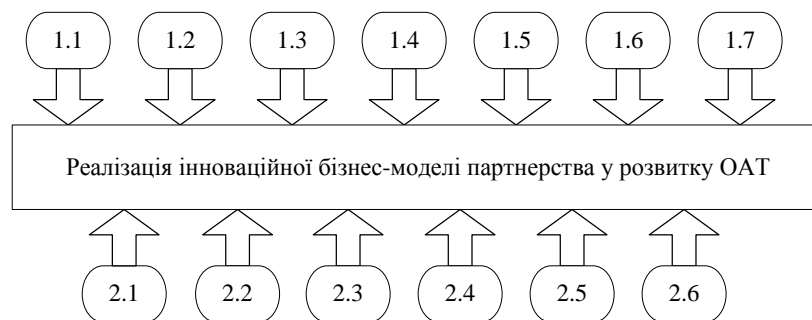 1.1 1.2 1.3 1.4 1.5 1.6 1.7
Реалізація інноваційної бізнес-моделі партнерства у розвитку ОАТ
2.1 2.2 2.3 2.4 2.5 2.6